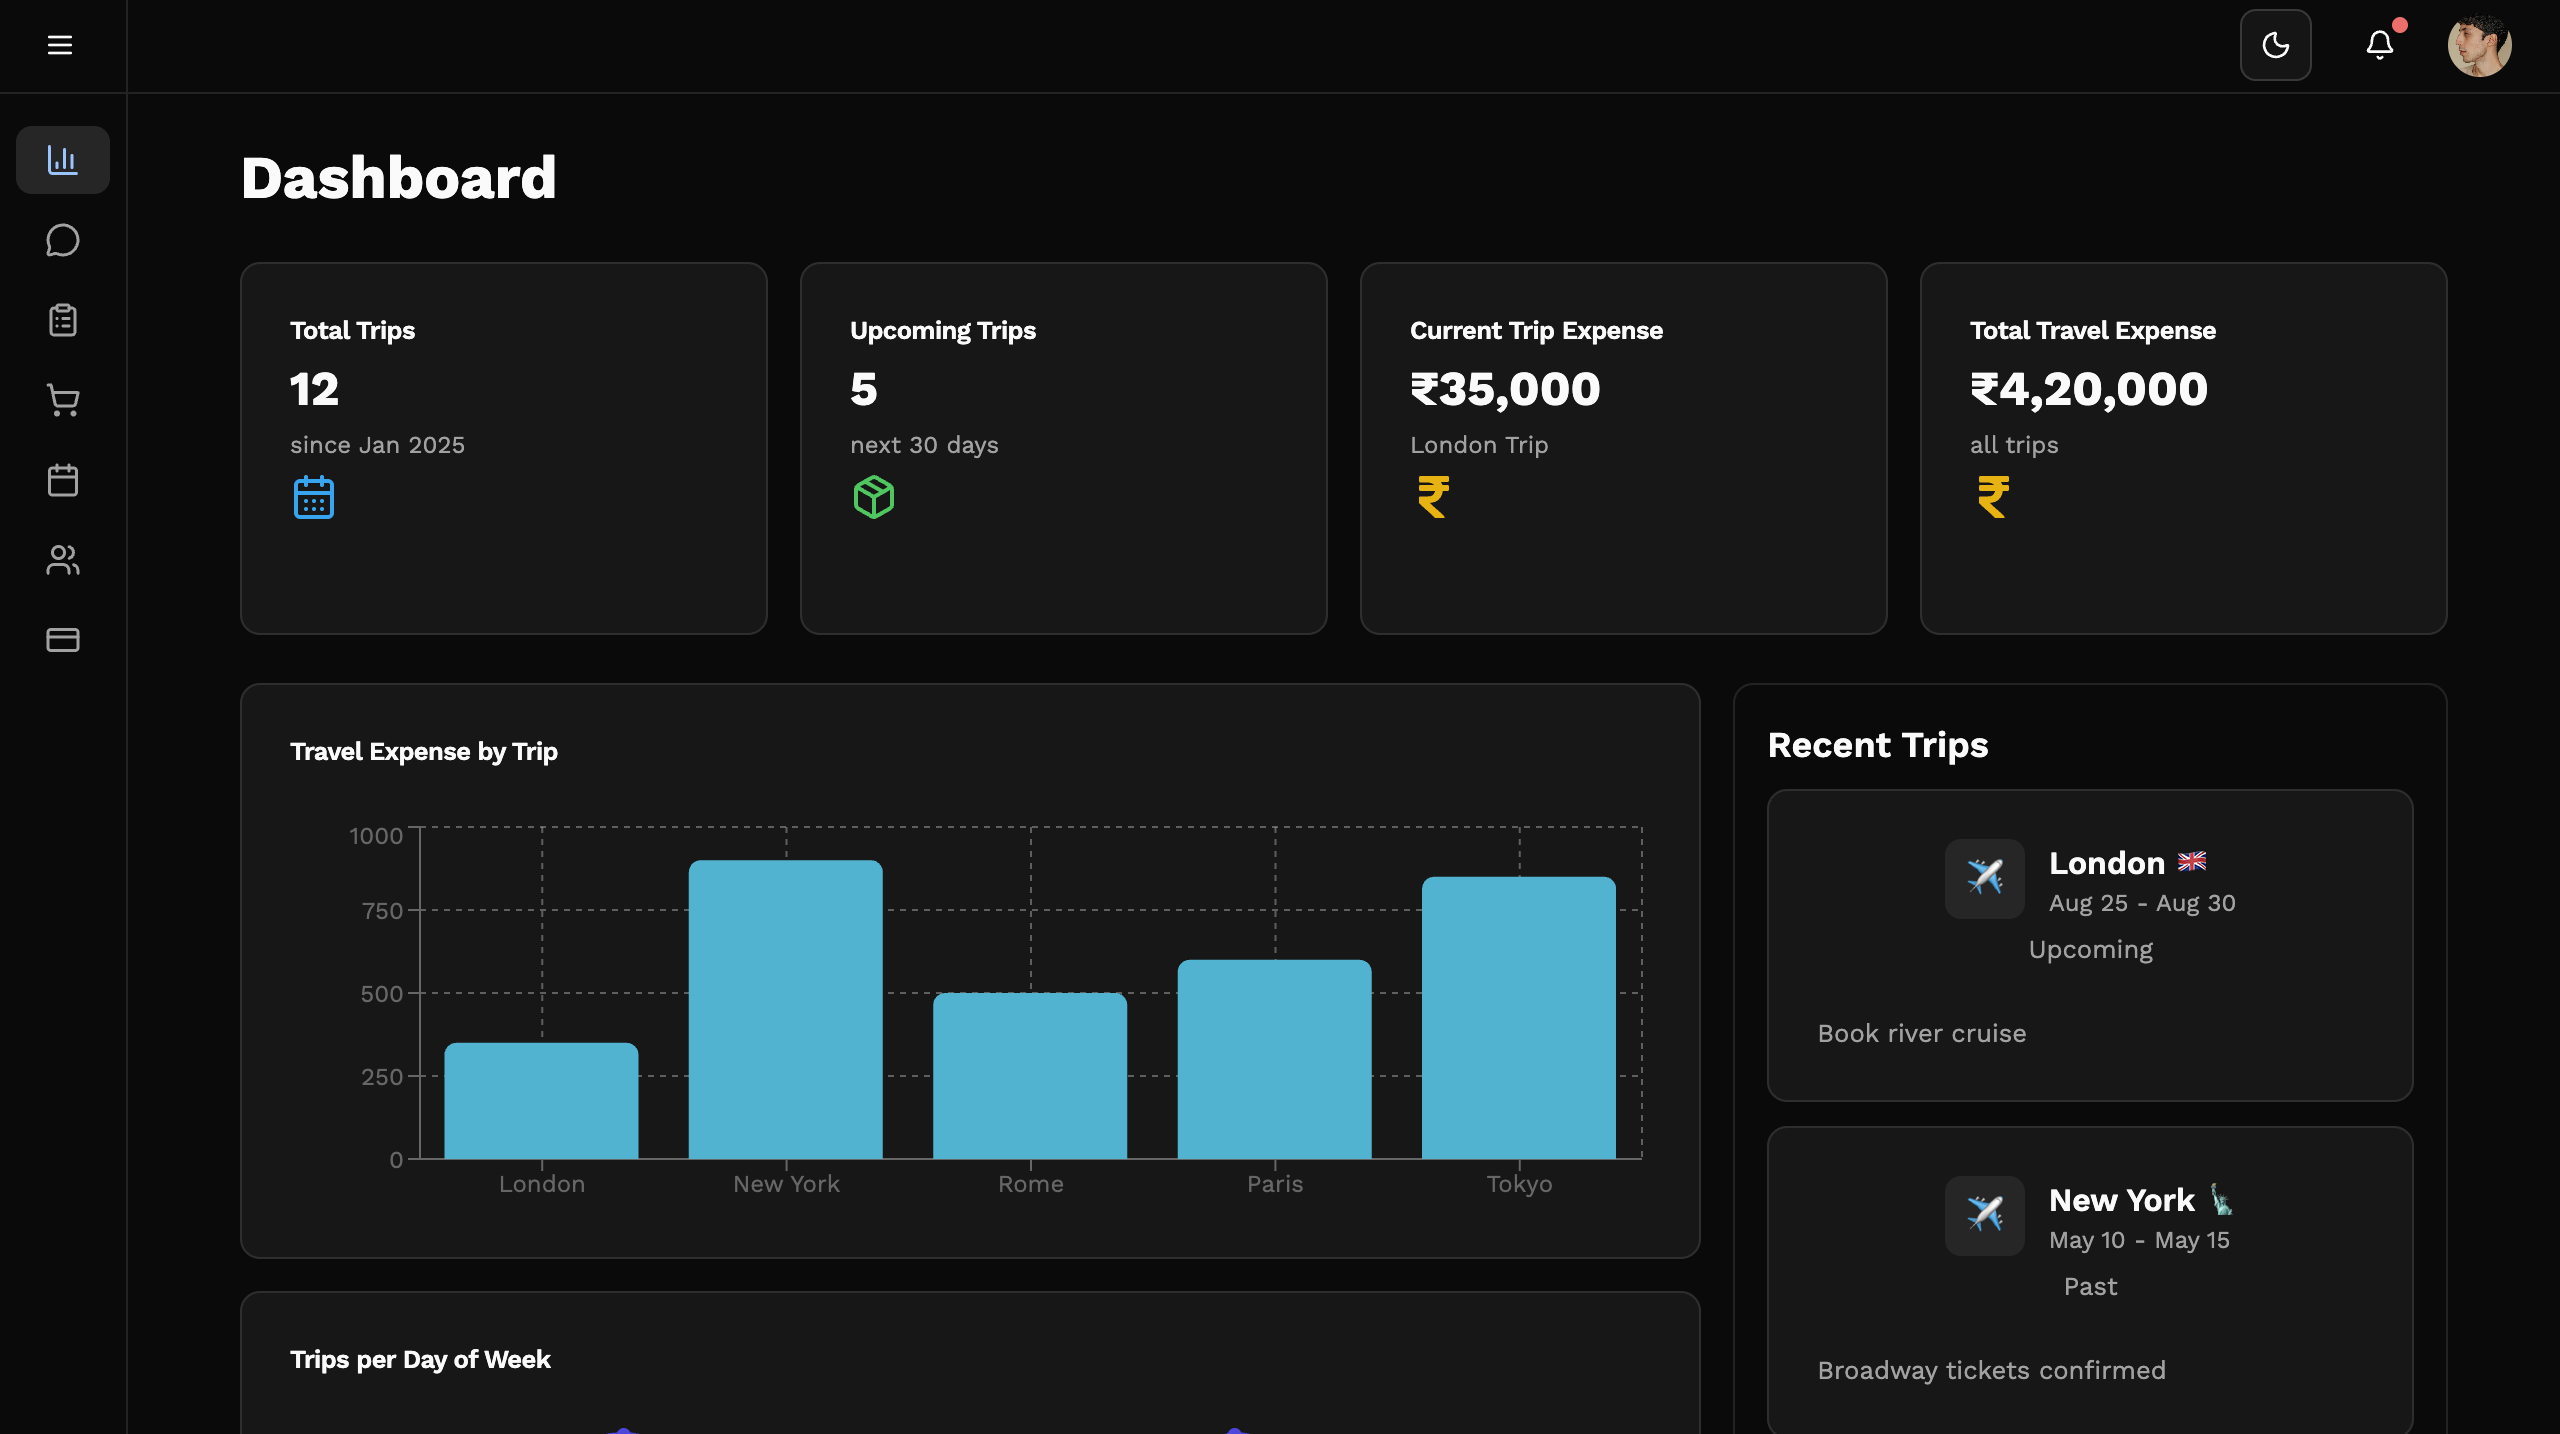 Dashboard
Total Trips
12
since Jan 2025
Upcoming Trips
5
next 30 days
Current Trip Expense
₹35,000
London Trip
₹
Total Travel Expense
₹4,20,000
all trips
₹
Travel Expense by Trip
1000
750
500
250
0
London
New York
Rome
Paris
Tokyo
Trips per Day of Week
Recent Trips
London 🇬🇧
Aug 25 - Aug 30
Upcoming
Book river cruise
New York 🗽
May 10 - May 15
Past
Broadway tickets confirmed